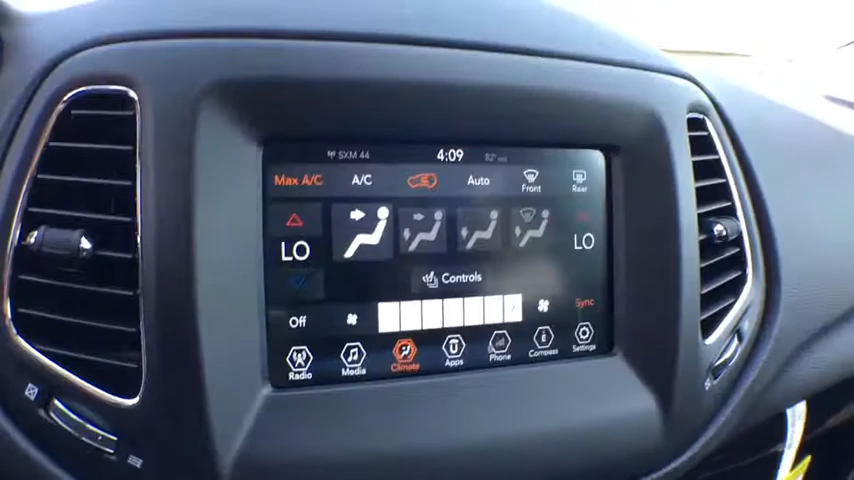 SXM 44 4:09 82°
Max A/C A/C Auto Front Rear
LO LO
Controls
Off Sync
Radio Media Climate Apps Phone Compass Settings